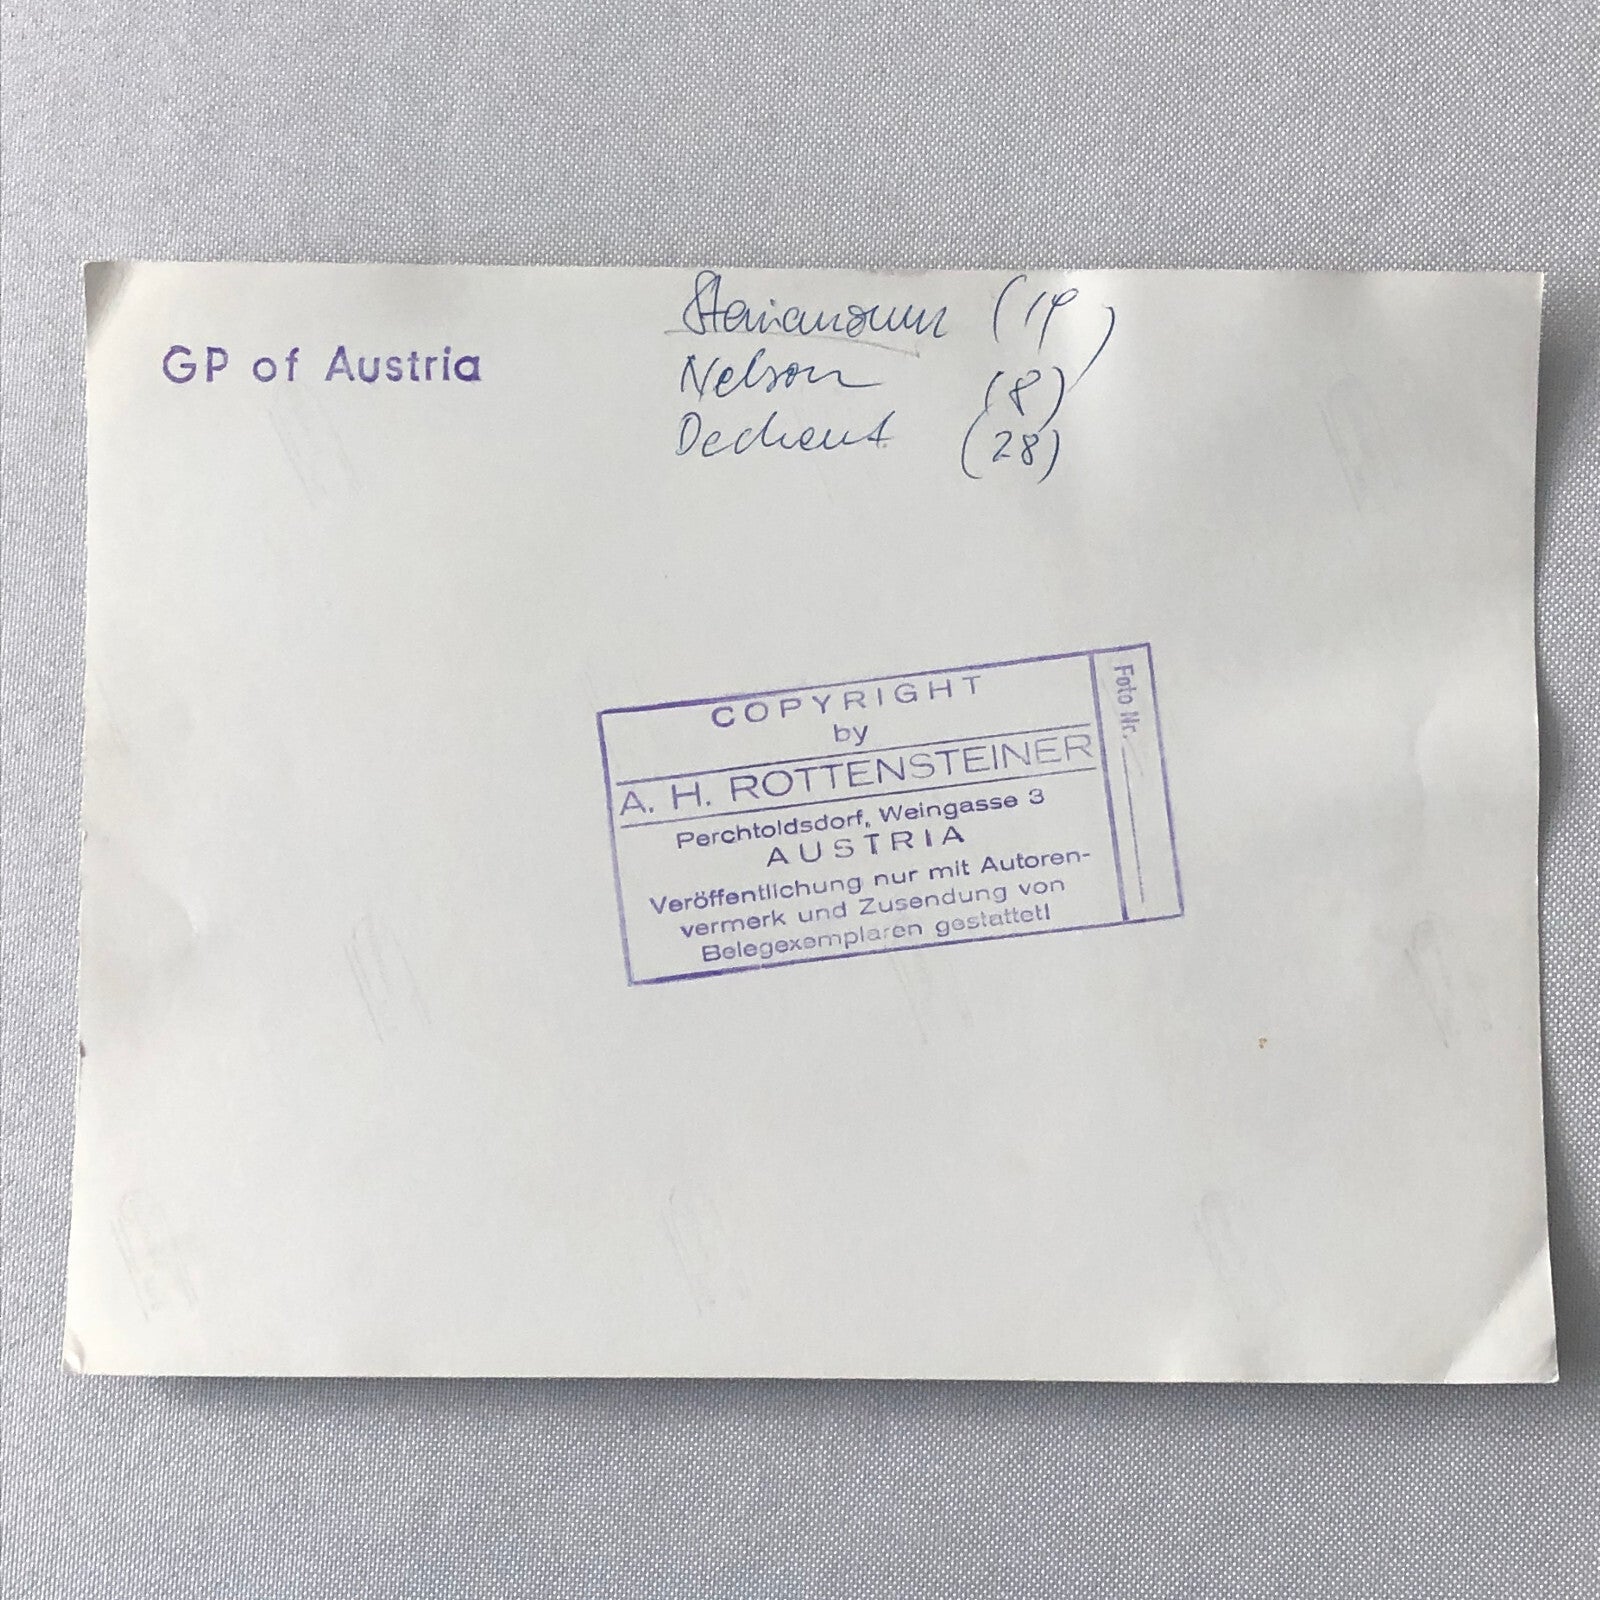 GP of Austria
Nelson (8)
Dechent (28)
COPYRIGHT
by
A. H. ROTTENSTEINER
Perchtoldsdorf, Weingasse 3
AUSTRIA
Veröffentlichung nur mit Autoren-
vermerk und Zusendung von
Belegexemplaren gestattet!
Foto Nr.